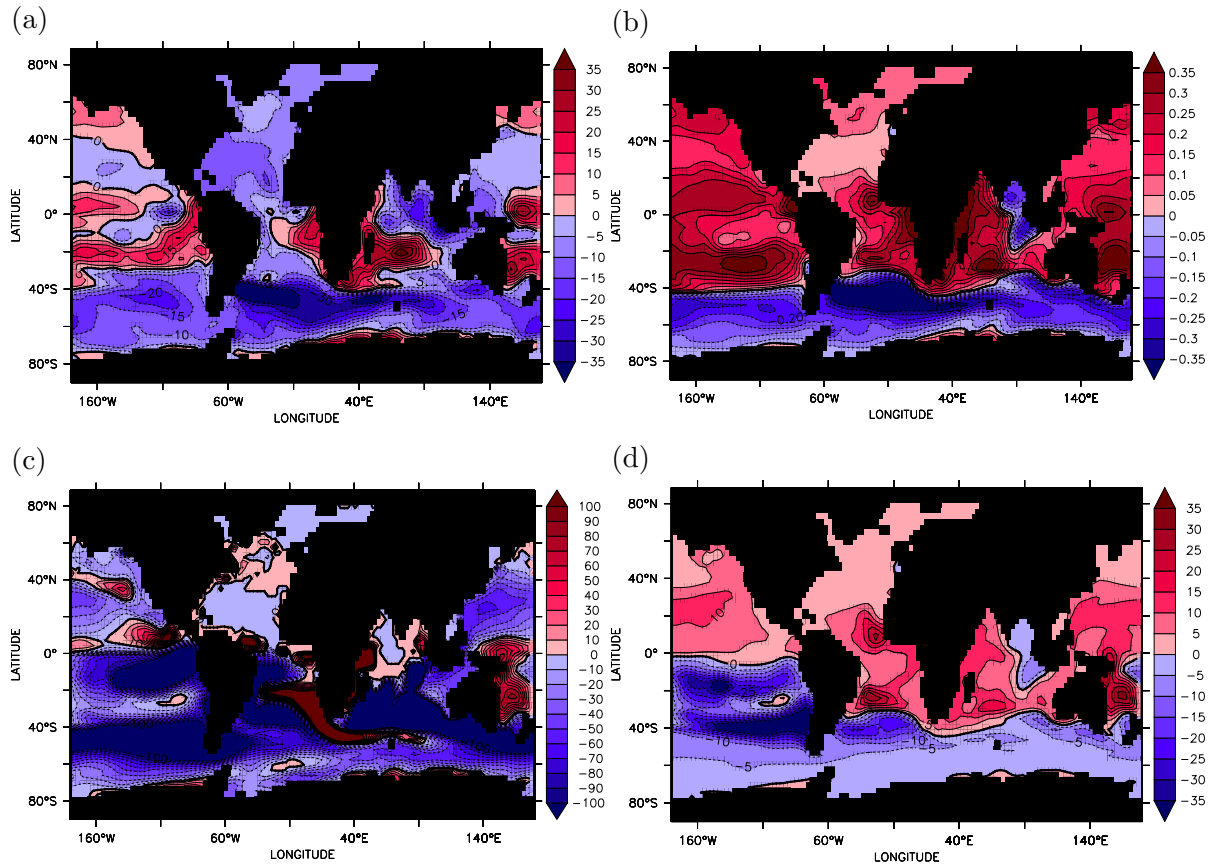 (a)
80°N
40°N
0°
40°S
80°S
LATITUDE
160°W
60°W
40°E
140°E
LONGITUDE
35
30
25
20
15
10
5
0
−5
−10
−15
−20
−25
−30
−35
(b)
80°N
40°N
0°
40°S
80°S
LATITUDE
160°W
60°W
40°E
140°E
LONGITUDE
0.35
0.3
0.25
0.2
0.15
0.1
0.05
0
−0.05
−0.1
−0.15
−0.2
−0.25
−0.3
−0.35
(c)
80°N
40°N
0°
40°S
80°S
LATITUDE
160°W
60°W
40°E
140°E
LONGITUDE
100
90
80
70
60
50
40
30
20
10
0
−10
−20
−30
−40
−50
−60
−70
−80
−90
−100
(d)
80°N
40°N
0°
40°S
80°S
LATITUDE
160°W
60°W
40°E
140°E
LONGITUDE
35
30
25
20
15
10
5
0
−5
−10
−15
−20
−25
−30
−35